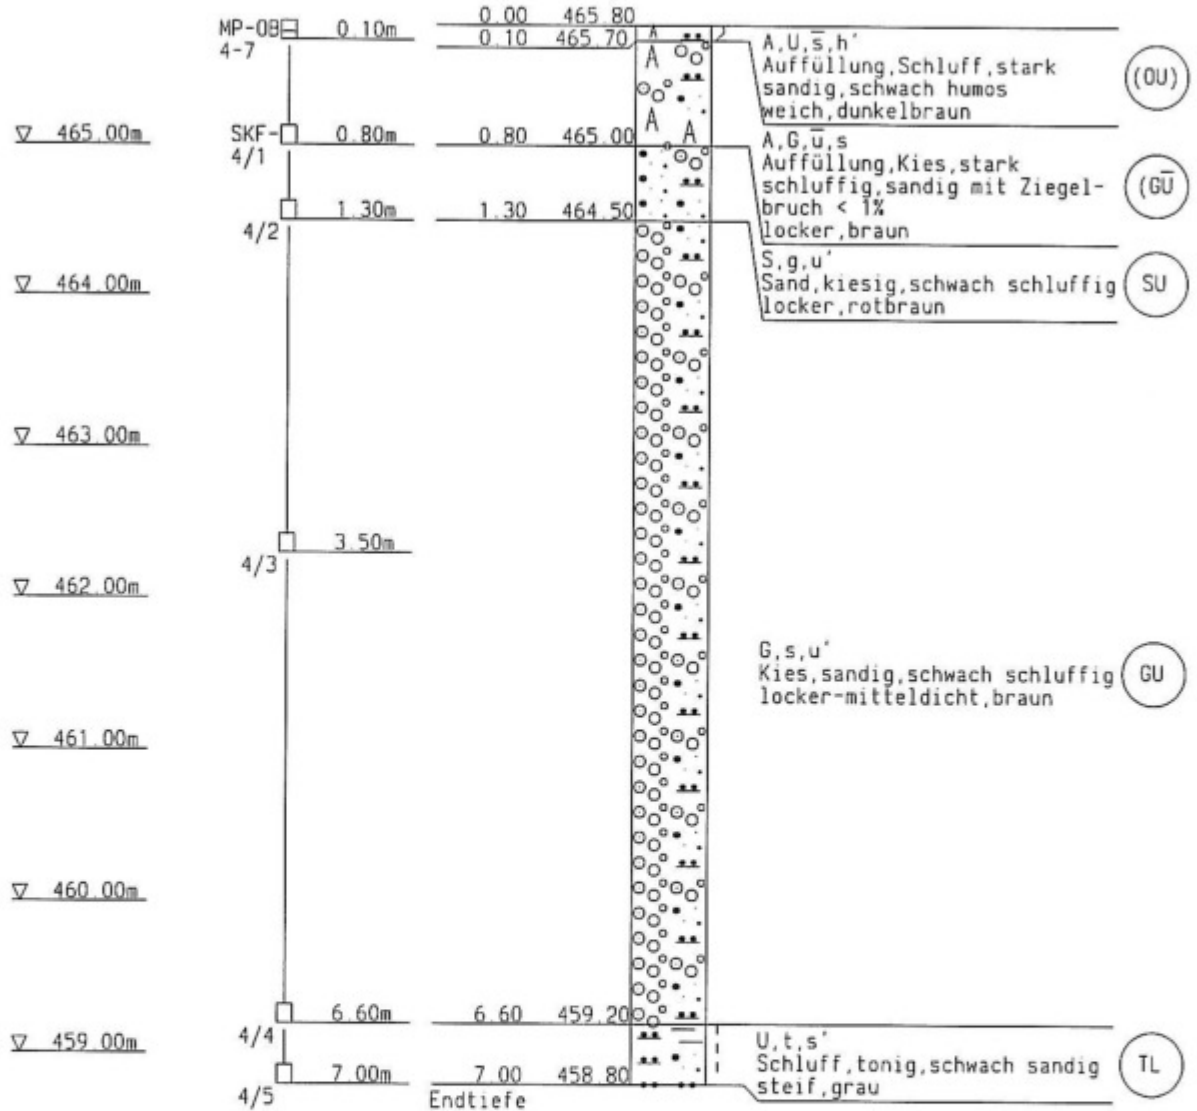 0.00 465.80
MP-OB 0.10m
0.10 465.70
4-7
A,U,s̅,h′
Auffüllung,Schluff,stark
sandig,schwach humos
weich,dunkelbraun
(OU)
465.00m
SKF- 0.80m 0.80 465.00
4/1
A,G,u̅,s
Auffüllung,Kies,stark
schluffig,sandig mit Ziegel-
bruch < 1%
locker,braun
(GU̅
1.30m 1.30 464.50
4/2
S,g,u′
Sand,kiesig,schwach schluffig
locker,rotbraun
SU
464.00m
463.00m
3.50m
4/3
462.00m
G,s,u′
Kies,sandig,schwach schluffig
locker-mitteldicht,braun
GU
461.00m
460.00m
6.60m 6.60 459.20
4/4
459.00m
U,t,s′
Schluff,tonig,schwach sandig
steif,grau
TL
7.00m 7.00 458.80
4/5
Endtiefe
A
A
A A